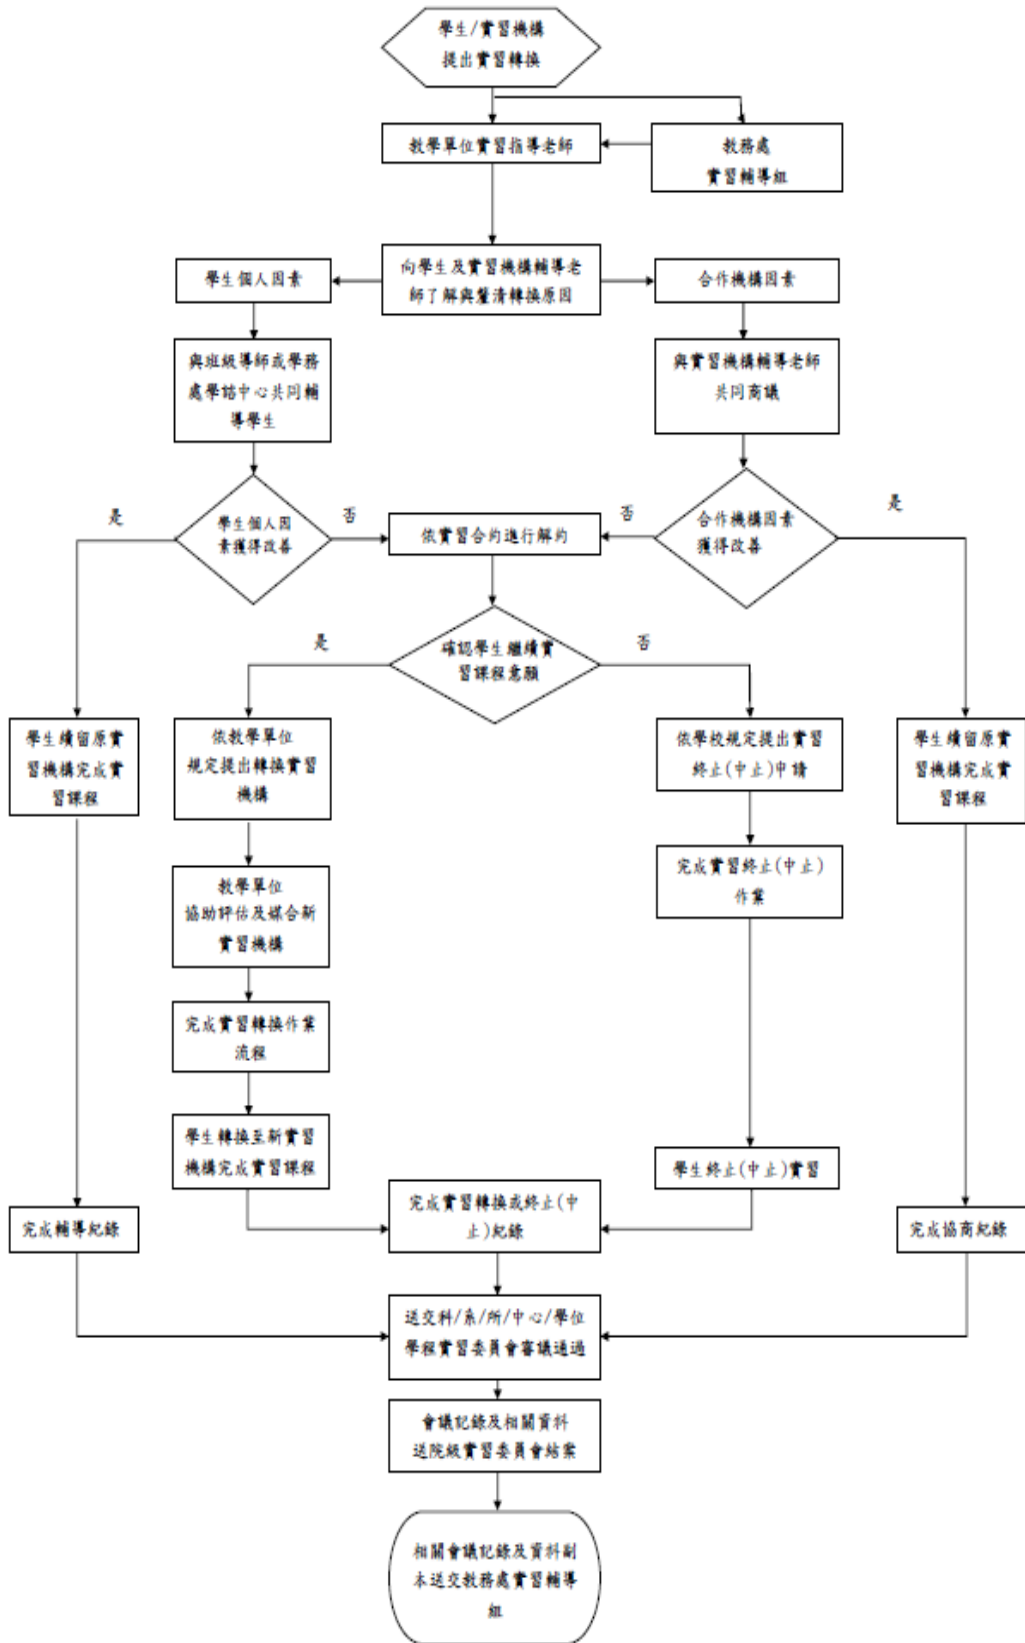 學生/實習機構
提出實習轉換
教學單位實習指導老師
教務處
實習輔導組
向學生及實習機構輔導老
師了解與釐清轉換原因
學生個人因素
合作機構因素
與班級導師或學務
處學諮中心共同輔
導學生
與實習機構輔導老師
共同商議
是
學生個人因
素獲得改善
否
依實習合約進行解約
否
合作機構因素
獲得改善
是
是
確認學生繼續實
習課程意願
否
學生續留原實
習機構完成實
習課程
依教學單位
規定提出轉換實習
機構
依學校規定提出實習
終止(中止)申請
學生續留原實
習機構完成實
習課程
教學單位
協助評估及媒合新
實習機構
完成實習終止(中止)
作業
完成實習轉換作業
流程
學生轉換至新實習
機構完成實習課程
學生終止(中止)實習
完成輔導紀錄
完成實習轉換或終止(中
止)紀錄
完成協商紀錄
送交科/系/所/中心/學位
學程實習委員會審議通過
會議記錄及相關資料
送院級實習委員會結案
相關會議記錄及資料副
本送交教務處實習輔導
組